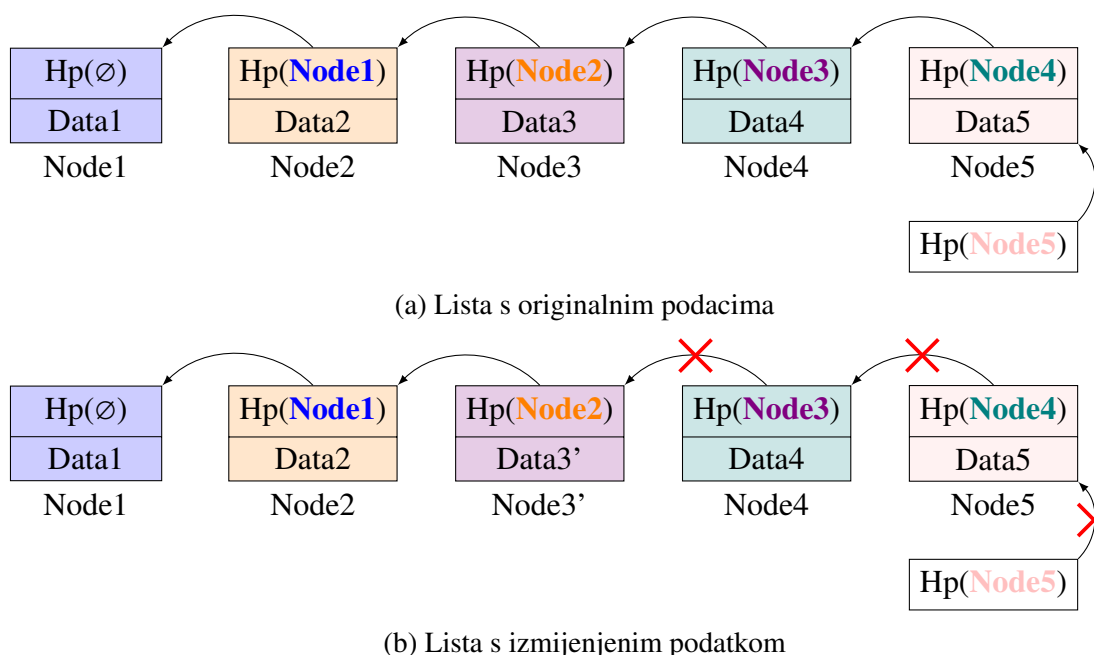 Hp(∅) Hp(Node1) Hp(Node2) Hp(Node3) Hp(Node4)
Data1 Data2 Data3 Data4 Data5
Node1 Node2 Node3 Node4 Node5
Hp(Node5)
(a) Lista s originalnim podacima
Hp(∅) Hp(Node1) Hp(Node2) Hp(Node3) Hp(Node4)
Data1 Data2 Data3’ Data4 Data5
Node1 Node2 Node3’ Node4 Node5
Hp(Node5)
(b) Lista s izmijenjenim podatkom